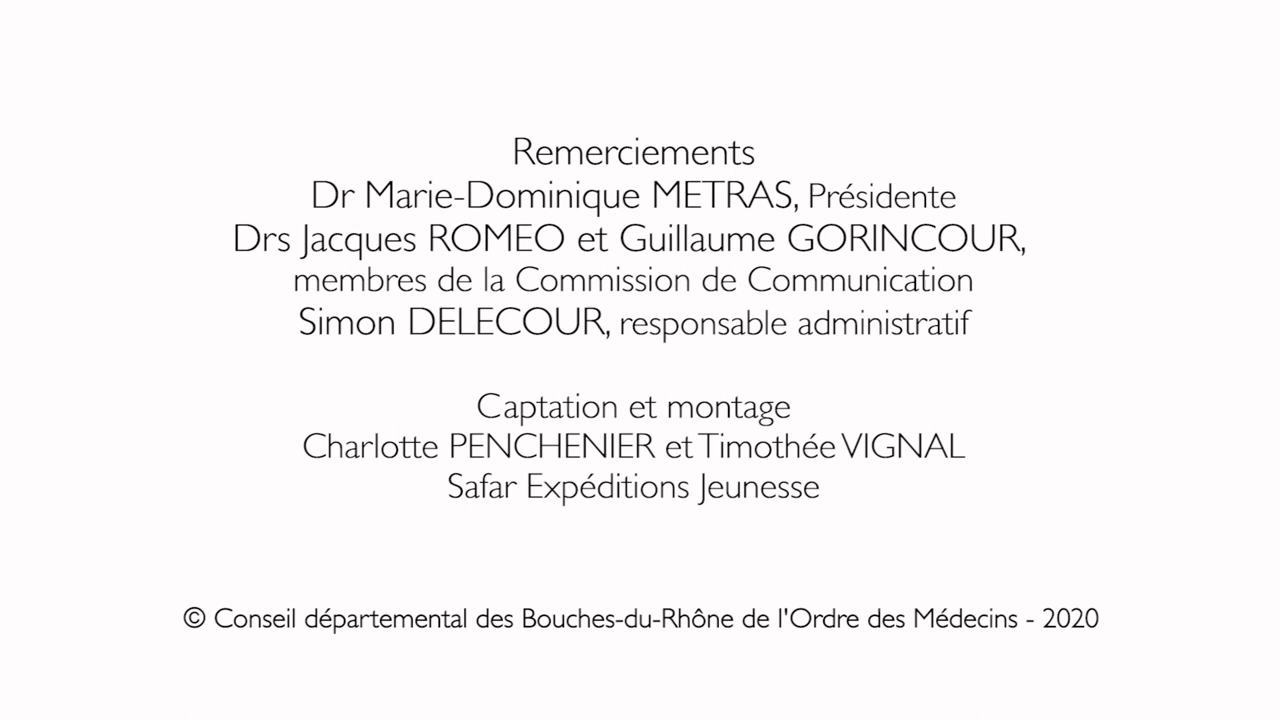 Remerciements
Dr Marie-Dominique METRAS, Présidente
Drs Jacques ROMEO et Guillaume GORINCOUR,
membres de la Commission de Communication
Simon DELECOUR, responsable administratif
Captation et montage
Charlotte PENCHENIER et Timothée VIGNAL
Safar Expéditions Jeunesse
© Conseil départemental des Bouches-du-Rhône de l'Ordre des Médecins - 2020